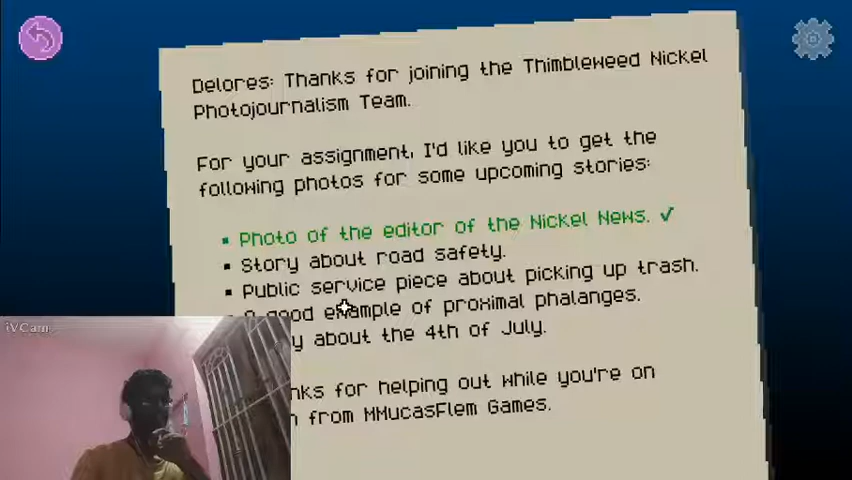 Delores: Thanks for joining the Thimbleweed Nickel
Photojournalism Team.
For your assignment, I'd like you to get the
following photos for some upcoming stories:
▪ Photo of the editor of the Nickel News. ✓
▪ Story about road safety.
▪ Public service piece about picking up trash.
good example of proximal phalanges.
about the 4th of July.
for helping out while you're on
from MMucasFlem Games.
iVCam